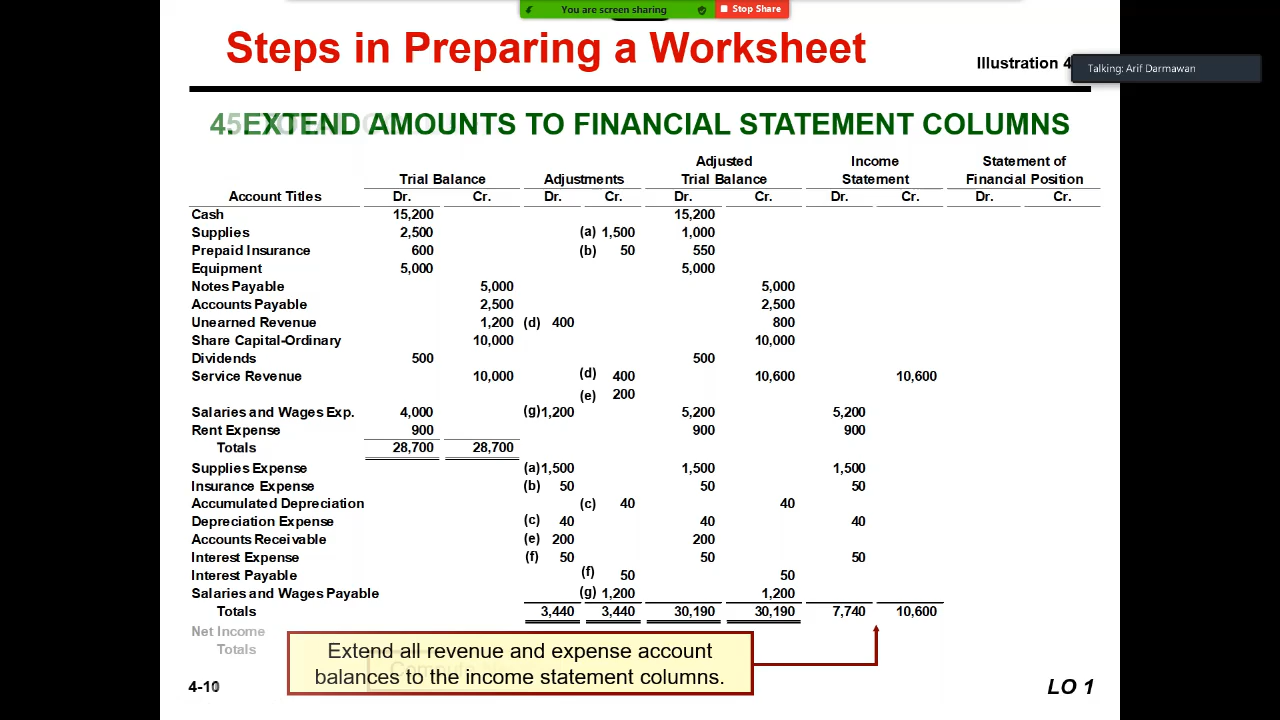 You are screen sharing
Stop Share
Steps in Preparing a Worksheet
Illustration 4
Talking: Arif Darmawan
4. EXTEND AMOUNTS TO FINANCIAL STATEMENT COLUMNS
Adjusted Income Statement of
Trial Balance Adjustments Trial Balance Statement Financial Position
Account Titles Dr. Cr. Dr. Cr. Dr. Cr. Dr. Cr. Dr. Cr.
Cash 15,200 15,200
Supplies 2,500 (a) 1,500 1,000
Prepaid Insurance 600 (b) 50 550
Equipment 5,000 5,000
Notes Payable 5,000 5,000
Accounts Payable 2,500 2,500
Unearned Revenue 1,200 (d) 400 800
Share Capital-Ordinary 10,000 10,000
Dividends 500 500
Service Revenue 10,000 (d) 400 10,600 10,600
(e) 200
Salaries and Wages Exp. 4,000 (g) 1,200 5,200 5,200
Rent Expense 900 900 900
Totals 28,700 28,700
Supplies Expense (a) 1,500 1,500 1,500
Insurance Expense (b) 50 50 50
Accumulated Depreciation (c) 40 40
Depreciation Expense (c) 40 40 40
Accounts Receivable (e) 200 200
Interest Expense (f) 50 50 50
Interest Payable (f) 50 50
Salaries and Wages Payable (g) 1,200 1,200
Totals 3,440 3,440 30,190 30,190 7,740 10,600
Net Income
Totals
Extend all revenue and expense account
balances to the income statement columns.
4-10
LO 1